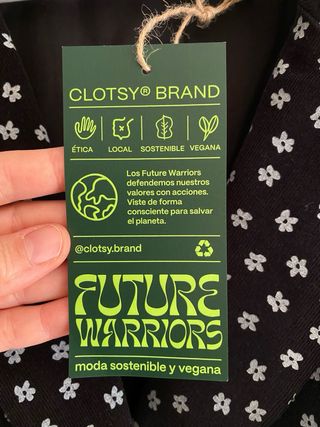 CLOTSY® BRAND
ÉTICA LOCAL SOSTENIBLE VEGANA
Los Future Warriors
defendemos nuestros
valores con acciones.
Viste de forma
consciente para salvar
el planeta.
@clotsy.brand
FUTURE
WARRIORS
moda sostenible y vegana